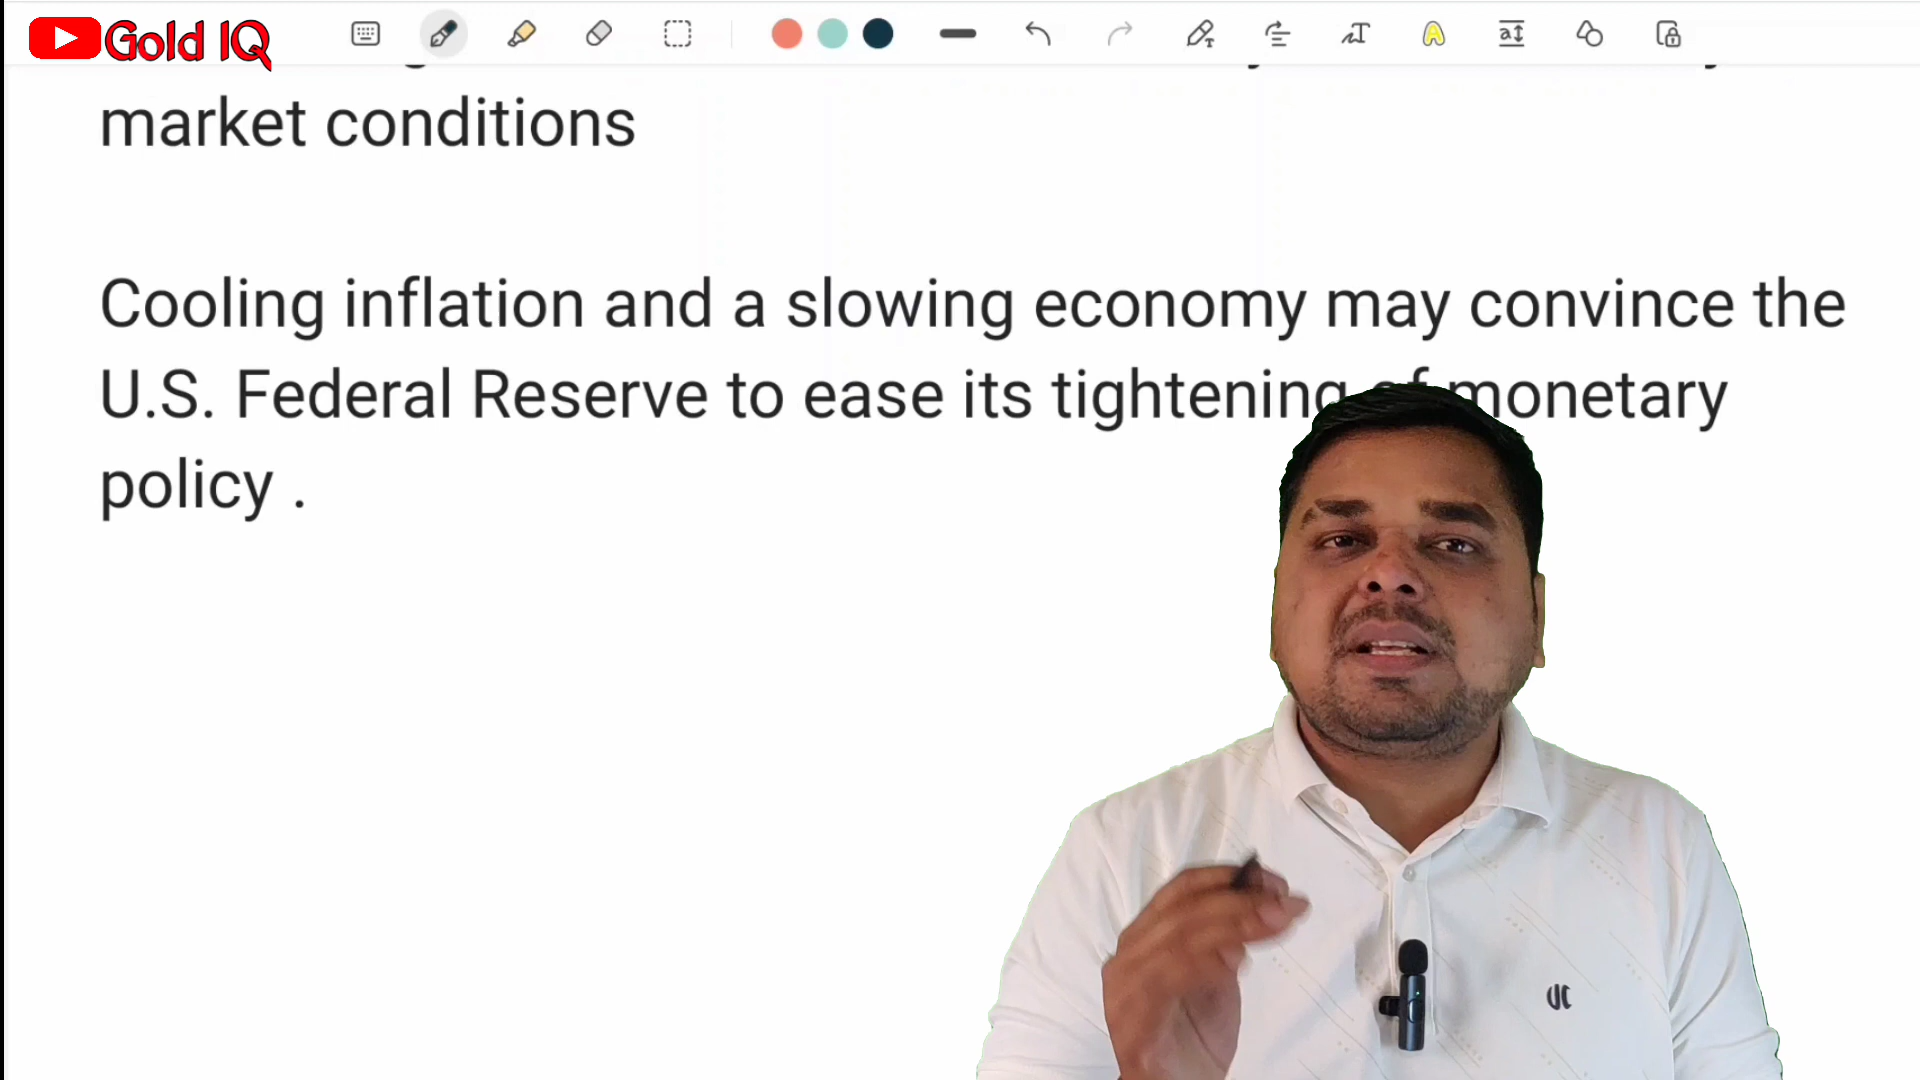 Gold IQ
market conditions
Cooling inflation and a slowing economy may convince the
U.S. Federal Reserve to ease its tightening of monetary
policy .